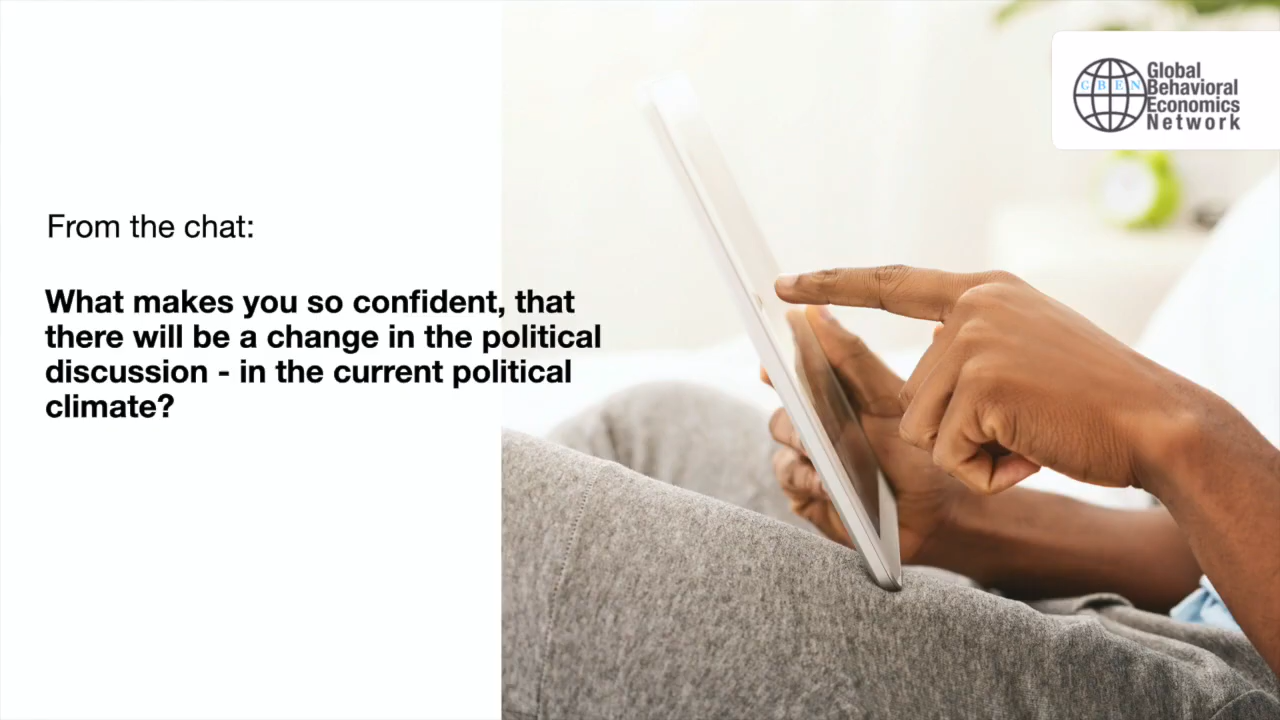 Global
Behavioral
Economics
Network
G B E N
From the chat:
What makes you so confident, that
there will be a change in the political
discussion - in the current political
climate?